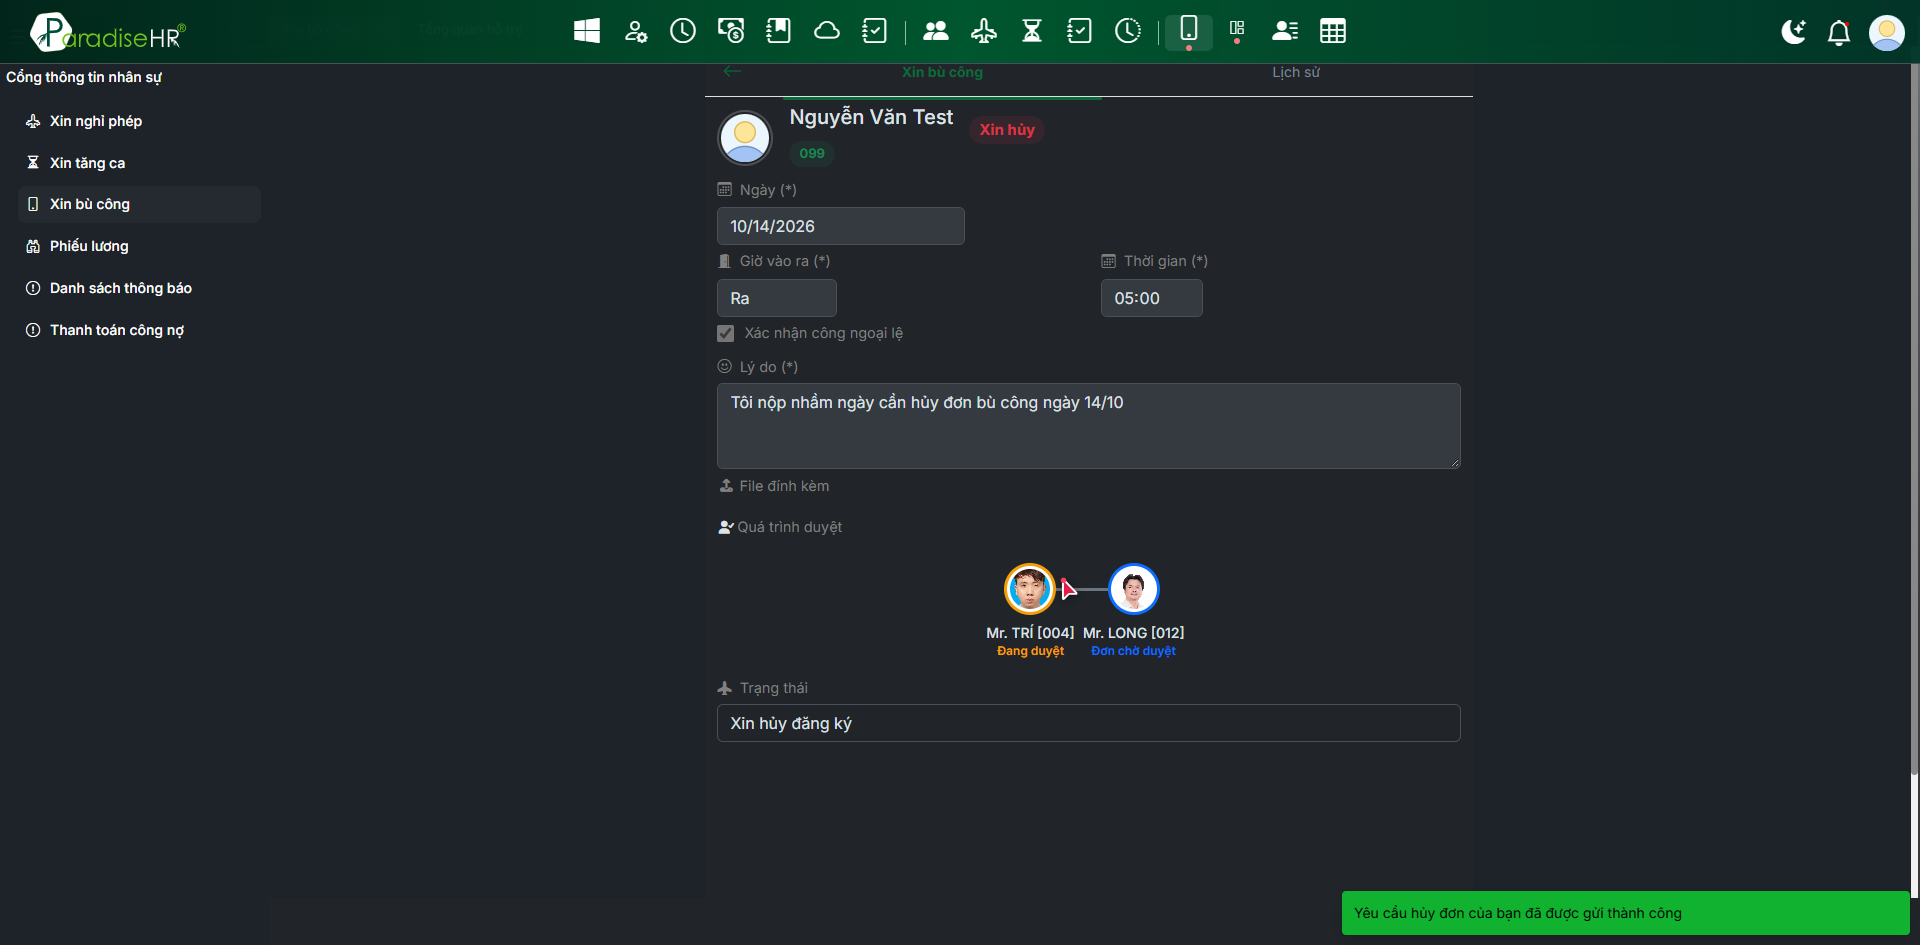 ParadiseHR®
Cổng thông tin nhân sự
Xin nghỉ phép
Xin tăng ca
Xin bù công
Phiếu lương
Danh sách thông báo
Thanh toán công nợ
Xin bù công
Lịch sử
Nguyễn Văn Test
Xin hủy
099
Ngày (*)
10/14/2026
Giờ vào ra (*)
Thời gian (*)
Ra
05:00
Xác nhận công ngoại lệ
Lý do (*)
Tôi nộp nhầm ngày cần hủy đơn bù công ngày 14/10
File đính kèm
Quá trình duyệt
Mr. TRÍ [004]
Mr. LONG [012]
Đang duyệt
Đơn chờ duyệt
Trạng thái
Xin hủy đăng ký
Yêu cầu hủy đơn của bạn đã được gửi thành công